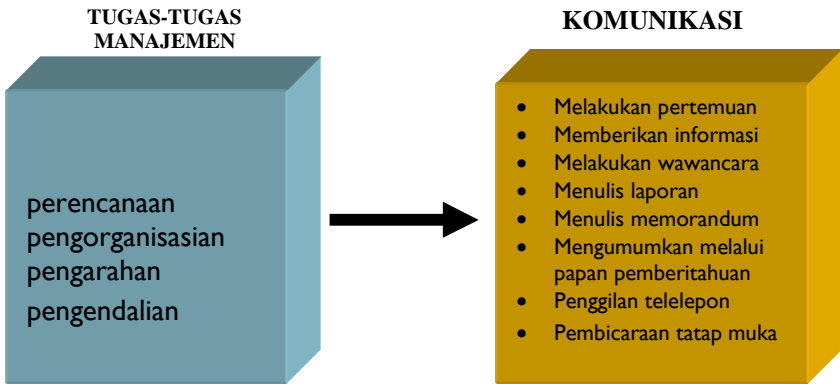 TUGAS-TUGAS
MANAJEMEN
perencanaan
pengorganisasian
pengarahan
pengendalian
KOMUNIKASI
• Melakukan pertemuan
• Memberikan informasi
• Melakukan wawancara
• Menulis laporan
• Menulis memorandum
• Mengumumkan melalui
papan pemberitahuan
• Penggilan telelepon
• Pembicaraan tatap muka